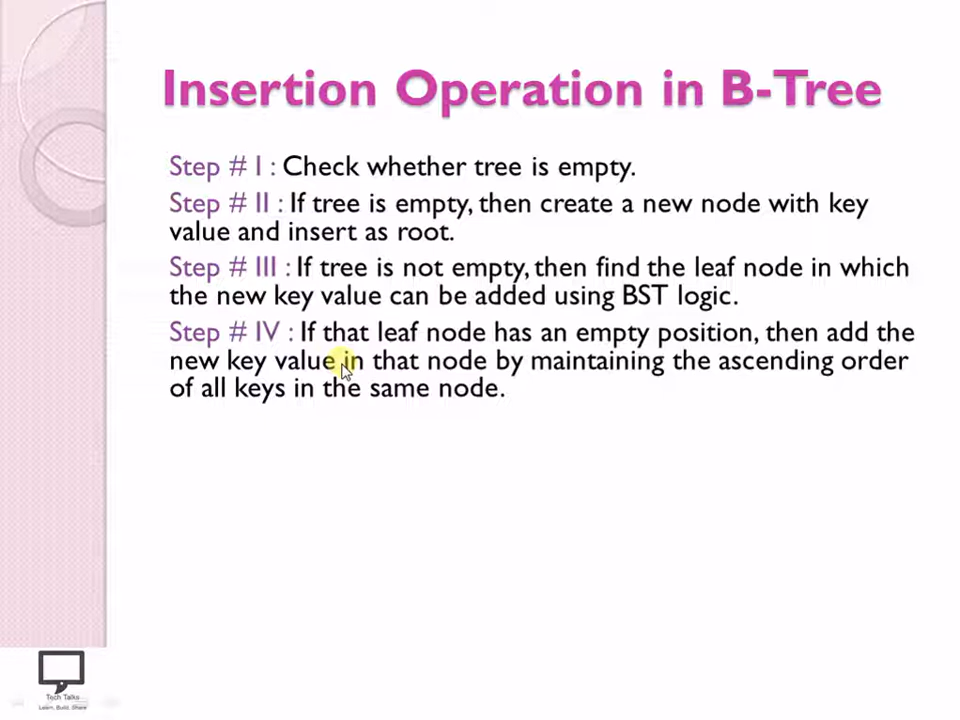 Insertion Operation in B-Tree
Step # I : Check whether tree is empty.
Step # II : If tree is empty, then create a new node with key
value and insert as root.
Step # III : If tree is not empty, then find the leaf node in which
the new key value can be added using BST logic.
Step # IV : If that leaf node has an empty position, then add the
new key value in that node by maintaining the ascending order
of all keys in the same node.
Tech Talks
Learn. Build. Share